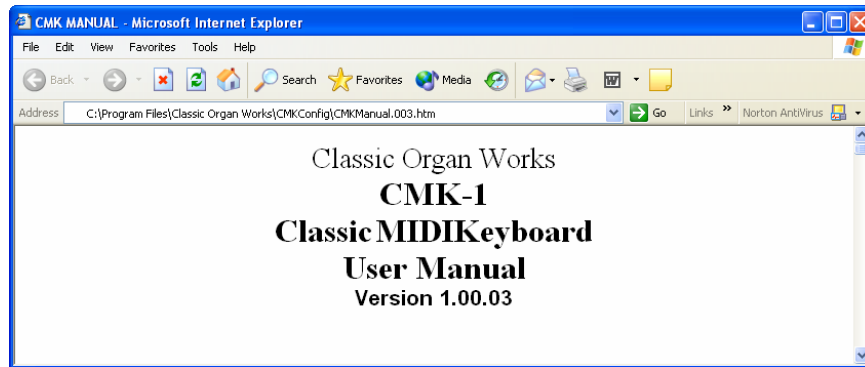 CMK MANUAL - Microsoft Internet Explorer
File Edit View Favorites Tools Help
Back Search Favorites Media W
Address C:\Program Files\Classic Organ Works\CMKConfig\CMKManual.003.htm Go Links » Norton AntiVirus
Classic Organ Works
CMK-1
Classic MIDIKeyboard
User Manual
Version 1.00.03